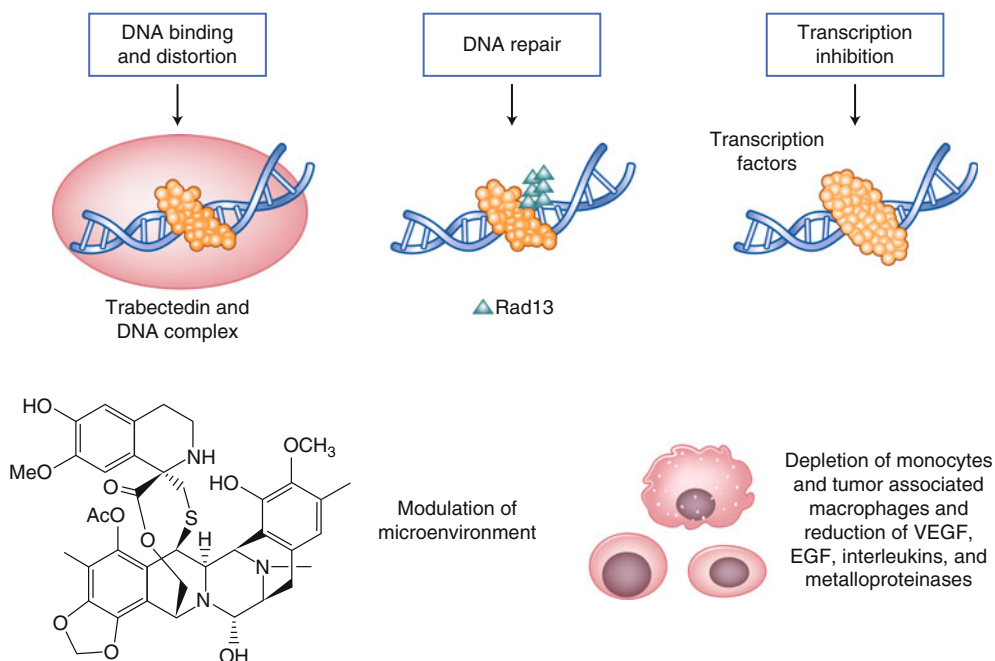 DNA binding
and distortion
DNA repair
Transcription
inhibition
Transcription
factors
Trabectedin and
DNA complex
Rad13
HO
MeO
NH
O
AcO
O
S
H
HO
OCH₃
N
N
O
O
OH
Modulation of
microenvironment
Depletion of monocytes
and tumor associated
macrophages and
reduction of VEGF,
EGF, interleukins, and
metalloproteinases